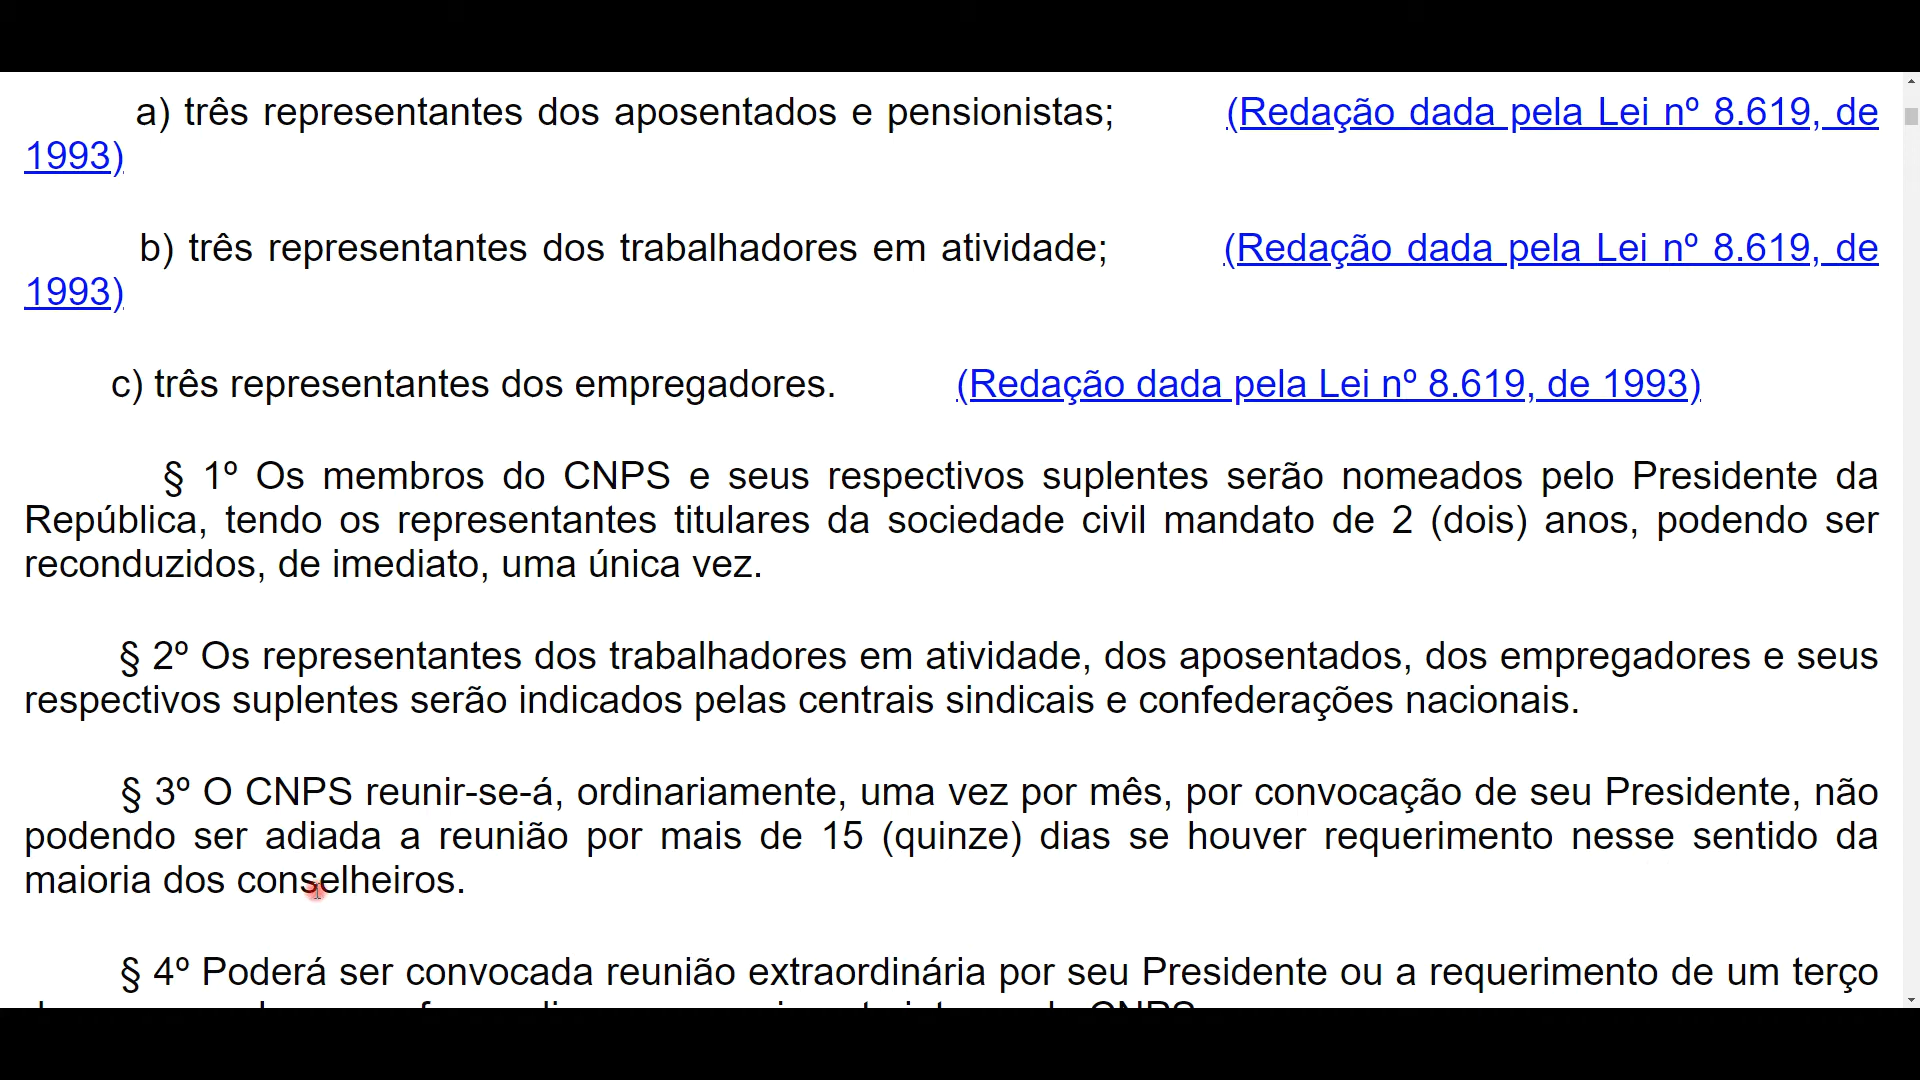 a) três representantes dos aposentados e pensionistas; (Redação dada pela Lei nº 8.619, de
1993)
b) três representantes dos trabalhadores em atividade; (Redação dada pela Lei nº 8.619, de
1993)
c) três representantes dos empregadores. (Redação dada pela Lei nº 8.619, de 1993)
§ 1º Os membros do CNPS e seus respectivos suplentes serão nomeados pelo Presidente da
República, tendo os representantes titulares da sociedade civil mandato de 2 (dois) anos, podendo ser
reconduzidos, de imediato, uma única vez.
§ 2º Os representantes dos trabalhadores em atividade, dos aposentados, dos empregadores e seus
respectivos suplentes serão indicados pelas centrais sindicais e confederações nacionais.
§ 3º O CNPS reunir-se-á, ordinariamente, uma vez por mês, por convocação de seu Presidente, não
podendo ser adiada a reunião por mais de 15 (quinze) dias se houver requerimento nesse sentido da
maioria dos conselheiros.
§ 4º Poderá ser convocada reunião extraordinária por seu Presidente ou a requerimento de um terço
CNPS